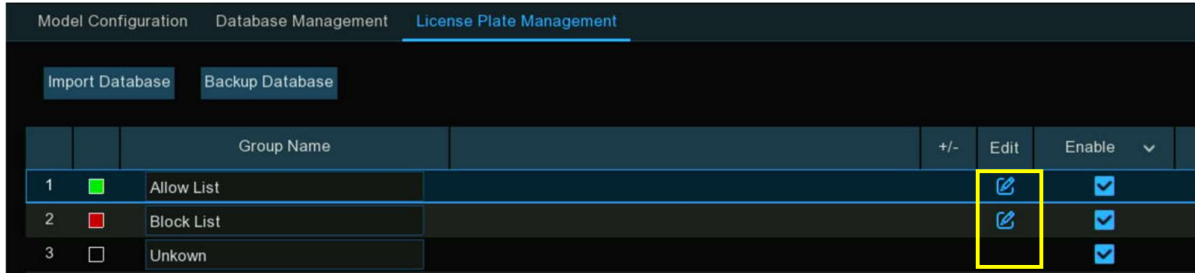 Model Configuration Database Management License Plate Management
Import Database Backup Database
Group Name +/- Edit Enable
1 Allow List
2 Block List
3 Unkown